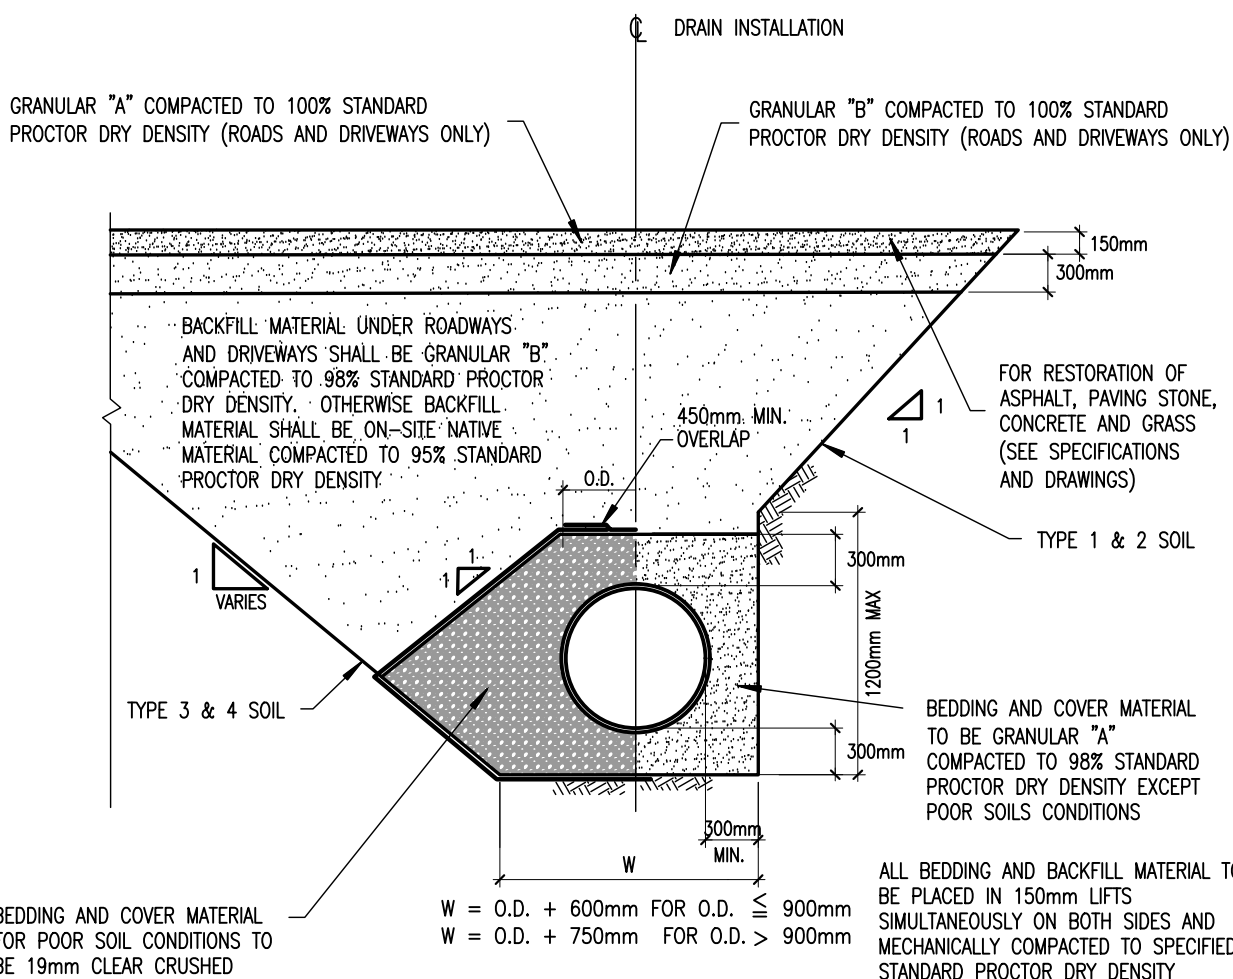 ℄ DRAIN INSTALLATION
GRANULAR "A" COMPACTED TO 100% STANDARD
PROCTOR DRY DENSITY (ROADS AND DRIVEWAYS ONLY)
GRANULAR "B" COMPACTED TO 100% STANDARD
PROCTOR DRY DENSITY (ROADS AND DRIVEWAYS ONLY)
150mm
300mm
BACKFILL MATERIAL UNDER ROADWAYS
AND DRIVEWAYS SHALL BE GRANULAR "B"
COMPACTED TO 98% STANDARD PROCTOR
DRY DENSITY. OTHERWISE BACKFILL
MATERIAL SHALL BE ON-SITE NATIVE
MATERIAL COMPACTED TO 95% STANDARD
PROCTOR DRY DENSITY
450mm MIN.
OVERLAP
O.D.
1
1
FOR RESTORATION OF
ASPHALT, PAVING STONE,
CONCRETE AND GRASS
(SEE SPECIFICATIONS
AND DRAWINGS)
TYPE 1 & 2 SOIL
1
VARIES
1
1
300mm
1200mm MAX
300mm
TYPE 3 & 4 SOIL
BEDDING AND COVER MATERIAL
TO BE GRANULAR "A"
COMPACTED TO 98% STANDARD
PROCTOR DRY DENSITY EXCEPT
POOR SOILS CONDITIONS
300mm
MIN.
W
W = O.D. + 600mm FOR O.D. ≦ 900mm
W = O.D. + 750mm FOR O.D. > 900mm
BEDDING AND COVER MATERIAL
FOR POOR SOIL CONDITIONS TO
BE 19mm CLEAR CRUSHED
ALL BEDDING AND BACKFILL MATERIAL TO
BE PLACED IN 150mm LIFTS
SIMULTANEOUSLY ON BOTH SIDES AND
MECHANICALLY COMPACTED TO SPECIFIED
STANDARD PROCTOR DRY DENSITY